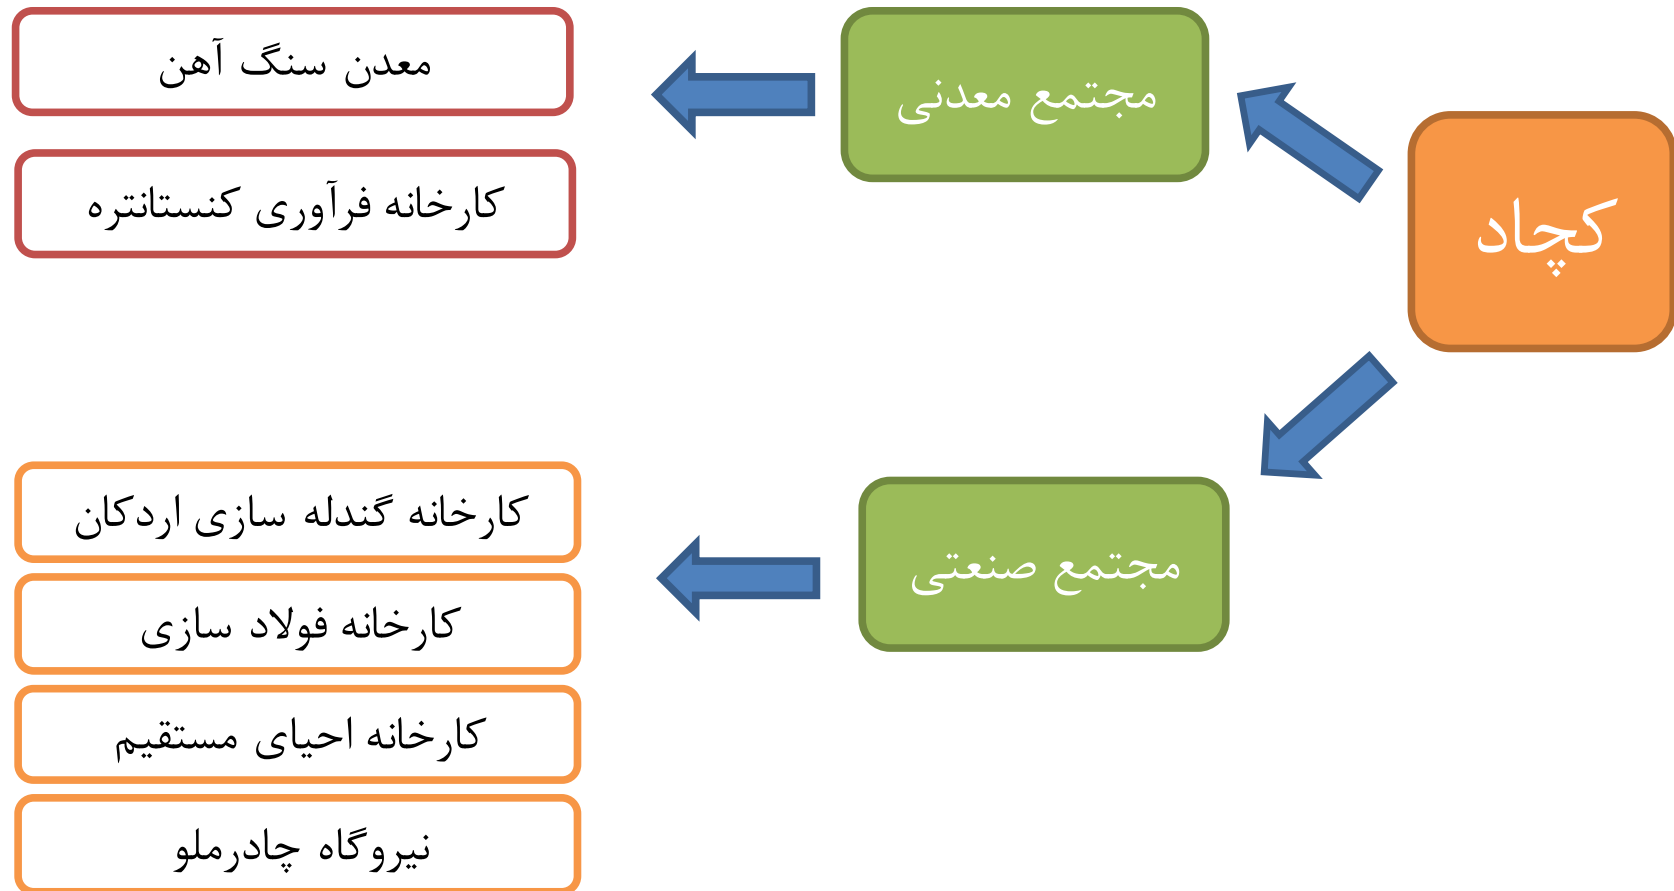 کچاد
مجتمع معدنی
معدن سنگ آهن
کارخانه فرآوری کنستانتره
مجتمع صنعتی
کارخانه گندله سازی اردکان
کارخانه فولاد سازی
کارخانه احیای مستقیم
نیروگاه چادرملو